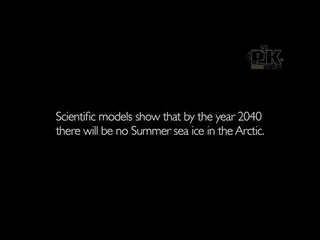 Scientific models show that by the year 2040
there will be no Summer sea ice in the Arctic.